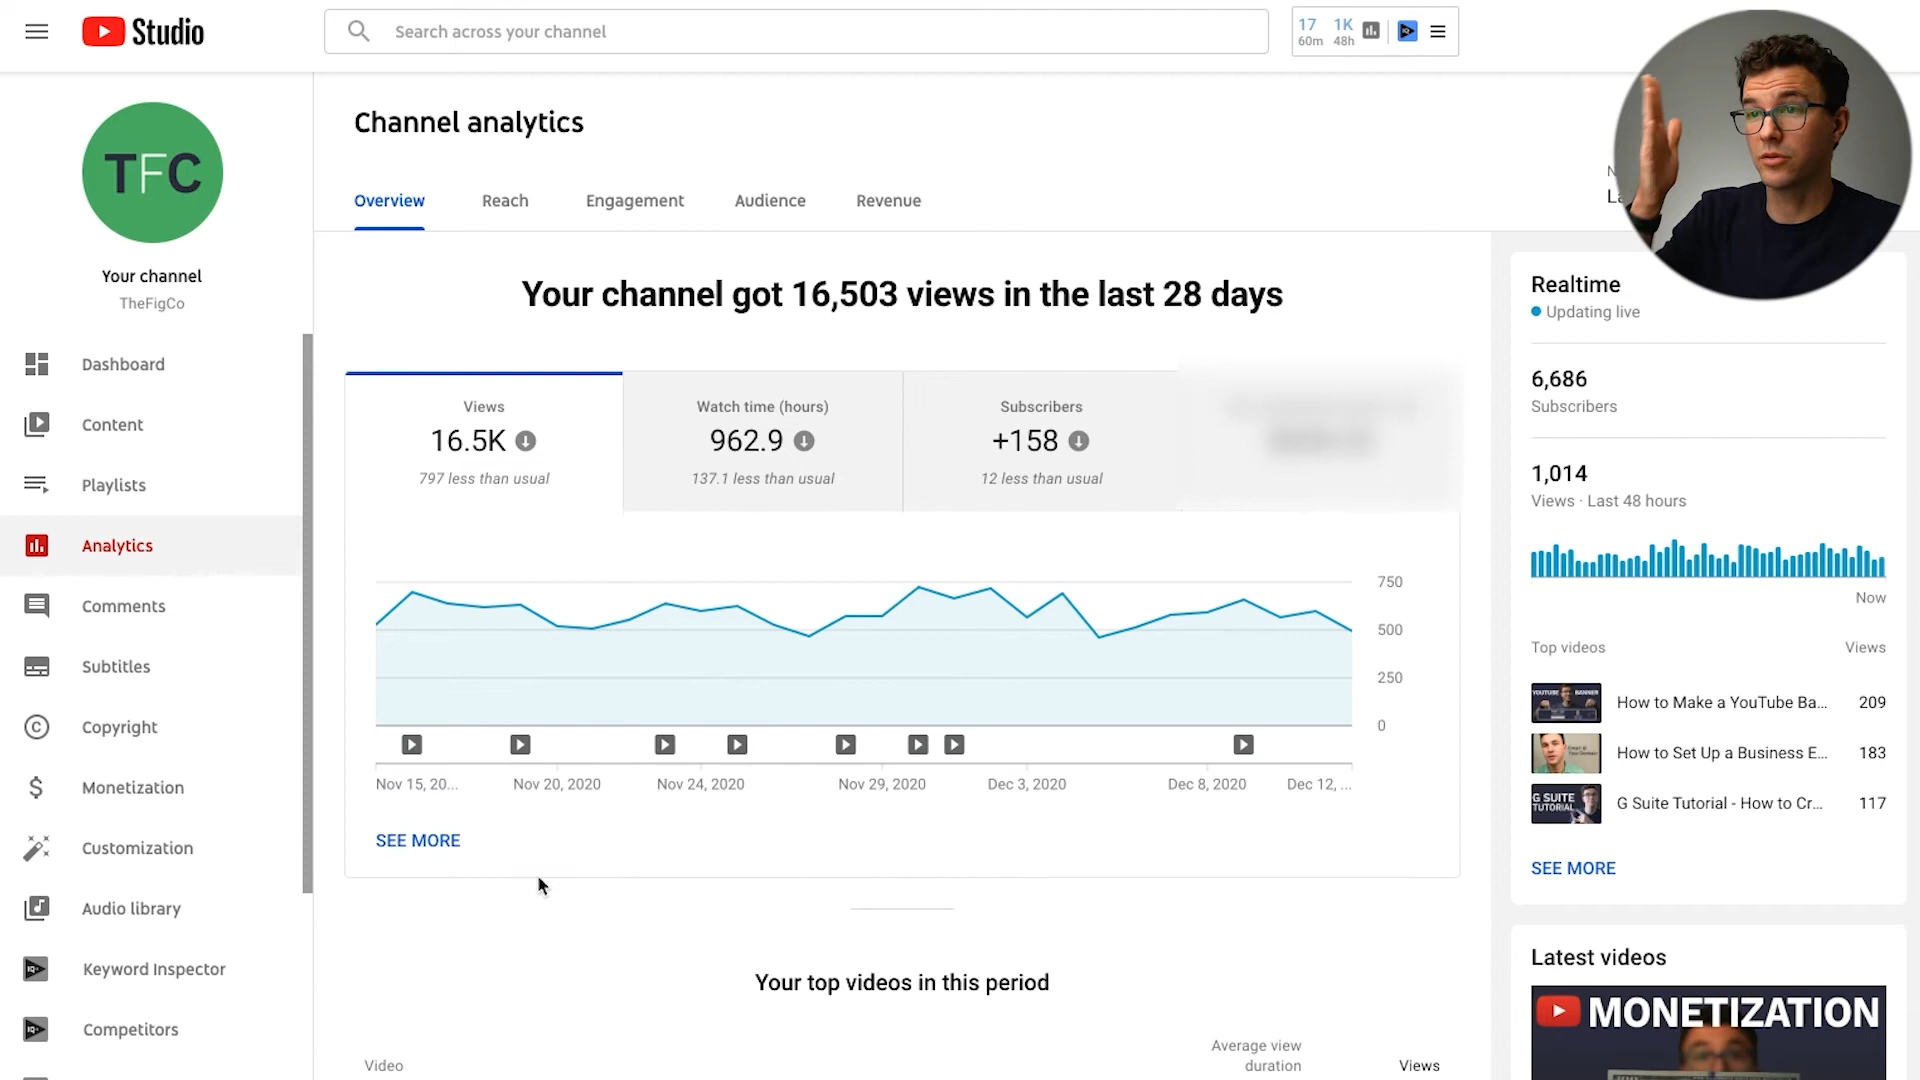 Studio
Search across your channel
17
60m
1K
48h
TFC
Your channel
TheFigCo
Dashboard
Content
Playlists
Analytics
Comments
Subtitles
Copyright
Monetization
Customization
Audio library
Keyword Inspector
Competitors
Channel analytics
Overview
Reach
Engagement
Audience
Revenue
Your channel got 16,503 views in the last 28 days
Views
16.5K
797 less than usual
Watch time (hours)
962.9
137.1 less than usual
Subscribers
+158
12 less than usual
750
500
250
0
Nov 15, 20...
Nov 20, 2020
Nov 24, 2020
Nov 29, 2020
Dec 3, 2020
Dec 8, 2020
Dec 12, ...
SEE MORE
Your top videos in this period
Video
Average view
duration
Views
Realtime
Updating live
6,686
Subscribers
1,014
Views · Last 48 hours
Now
Top videos
Views
YOUTUBE BANNER
How to Make a YouTube Ba...
209
How to Set Up a Business E...
183
G SUITE
TUTORIAL
G Suite Tutorial - How to Cr...
117
SEE MORE
Latest videos
MONETIZATION